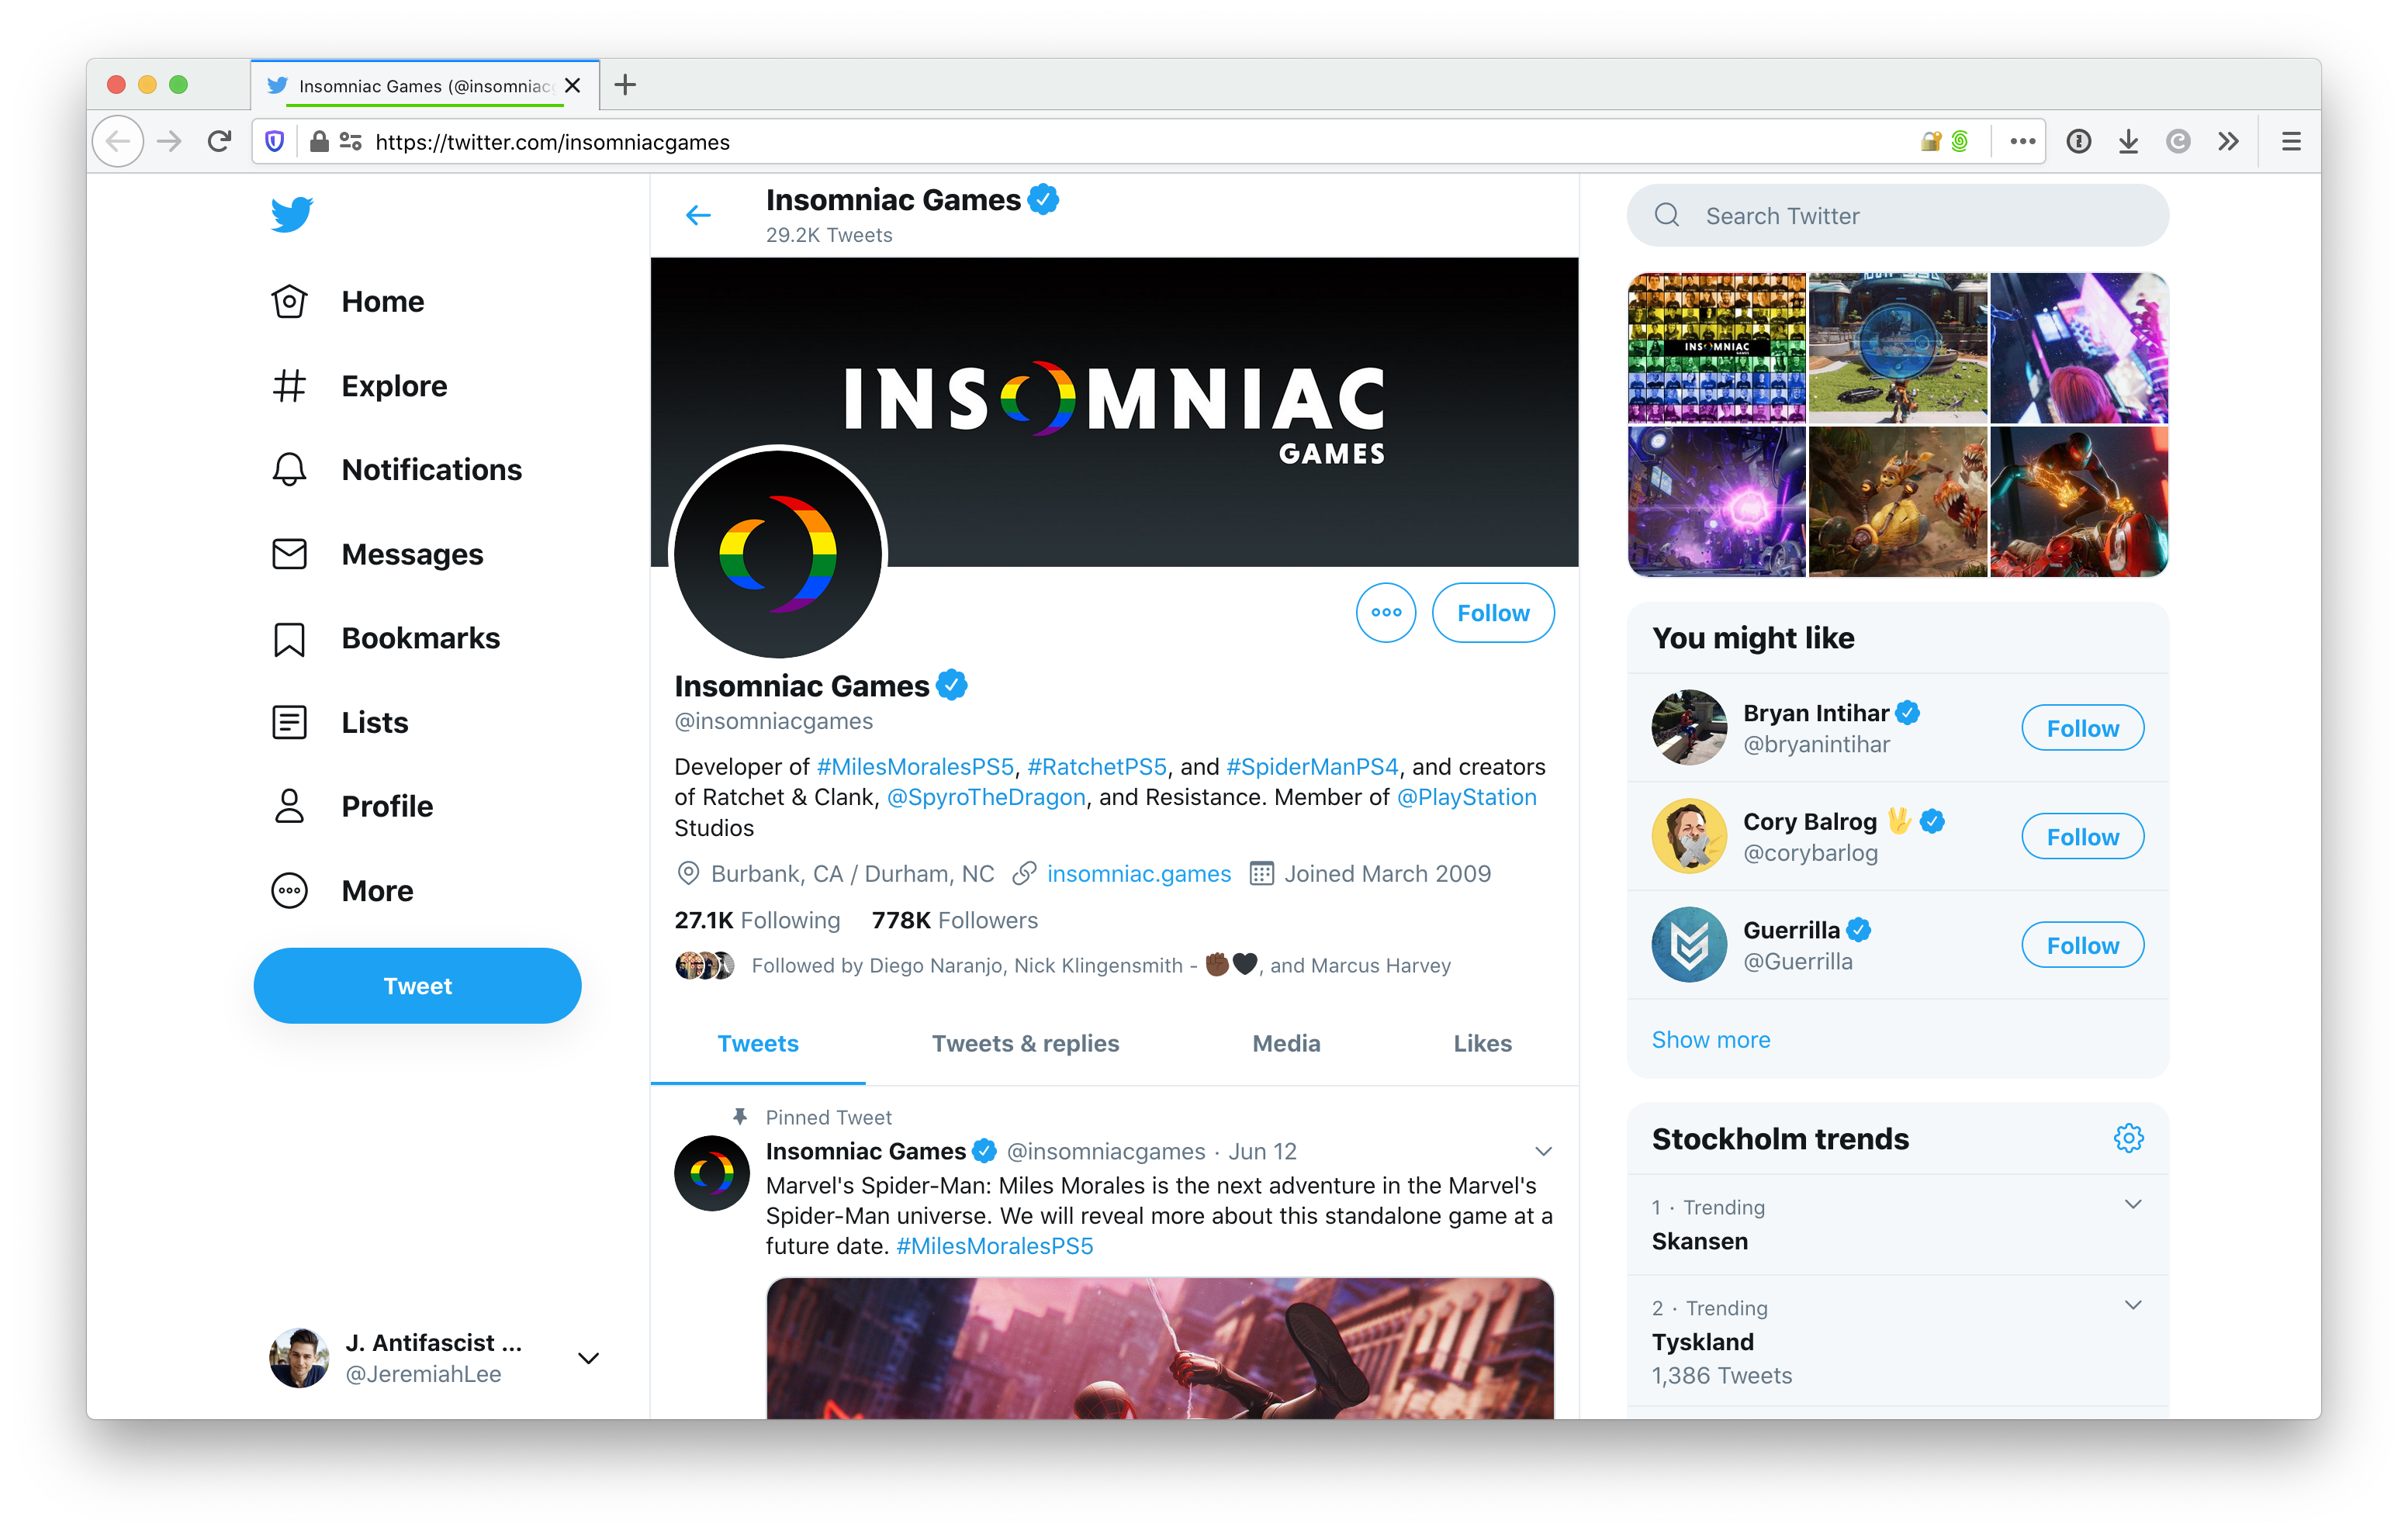 Insomniac Games (@insomniac
https://twitter.com/insomniacgames
Home
Explore
Notifications
Messages
Bookmarks
Lists
Profile
More
Tweet
J. Antifascist ...
@JeremiahLee
Insomniac Games
29.2K Tweets
INSOMNIAC
GAMES
Follow
Insomniac Games
@insomniacgames
Developer of #MilesMoralesPS5, #RatchetPS5, and #SpiderManPS4, and creators
of Ratchet & Clank, @SpyroTheDragon, and Resistance. Member of @PlayStation
Studios
Burbank, CA / Durham, NC insomniac.games Joined March 2009
27.1K Following 778K Followers
Followed by Diego Naranjo, Nick Klingensmith - ✊🏾🖤, and Marcus Harvey
Tweets Tweets & replies Media Likes
Pinned Tweet
Insomniac Games @insomniacgames · Jun 12
Marvel's Spider-Man: Miles Morales is the next adventure in the Marvel's
Spider-Man universe. We will reveal more about this standalone game at a
future date. #MilesMoralesPS5
Search Twitter
INSOMNIAC
You might like
Bryan Intihar
@bryanintihar
Follow
Cory Balrog 🖖
@corybarlog
Follow
Guerrilla
@Guerrilla
Follow
Show more
Stockholm trends
1 · Trending
Skansen
2 · Trending
Tyskland
1,386 Tweets